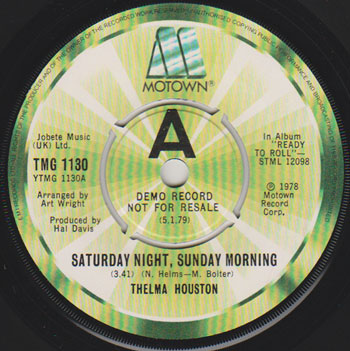 MOTOWN®
Jobete Music
(UK) Ltd.
TMG 1130
YTMG 1130A
Arranged by
Art Wright
Produced by
Hal Davis
A
DEMO RECORD
NOT FOR RESALE
(5.1.79)
In Album
"READY
TO ROLL"—
STML 12098
℗ 1978
Motown
Record
Corp.
SATURDAY NIGHT, SUNDAY MORNING
(3.41) (N. Helms—M. Bolter)
THELMA HOUSTON